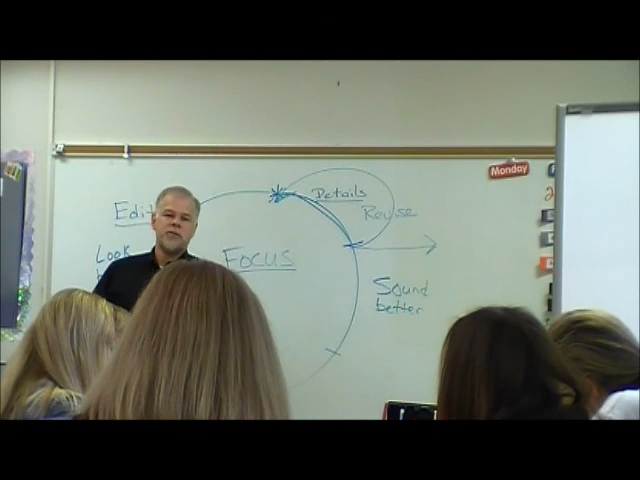 Monday
Details
Revise
Edit
Look
FOCUS
Sound
better